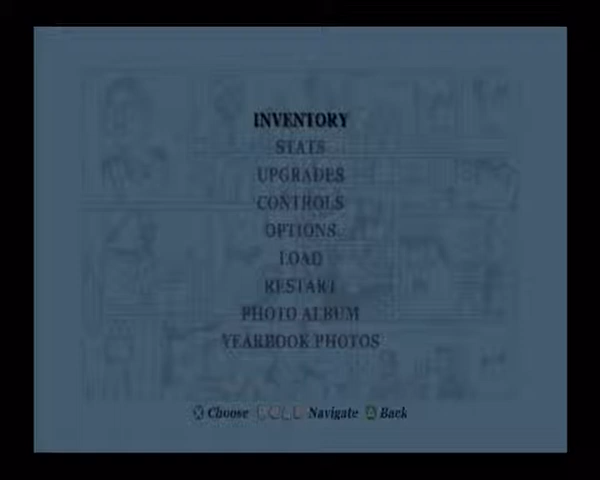 INVENTORY
STATS
UPGRADES
CONTROLS
OPTIONS
LOAD
RESTART
PHOTO ALBUM
YEARBOOK PHOTOS
Choose Navigate Back